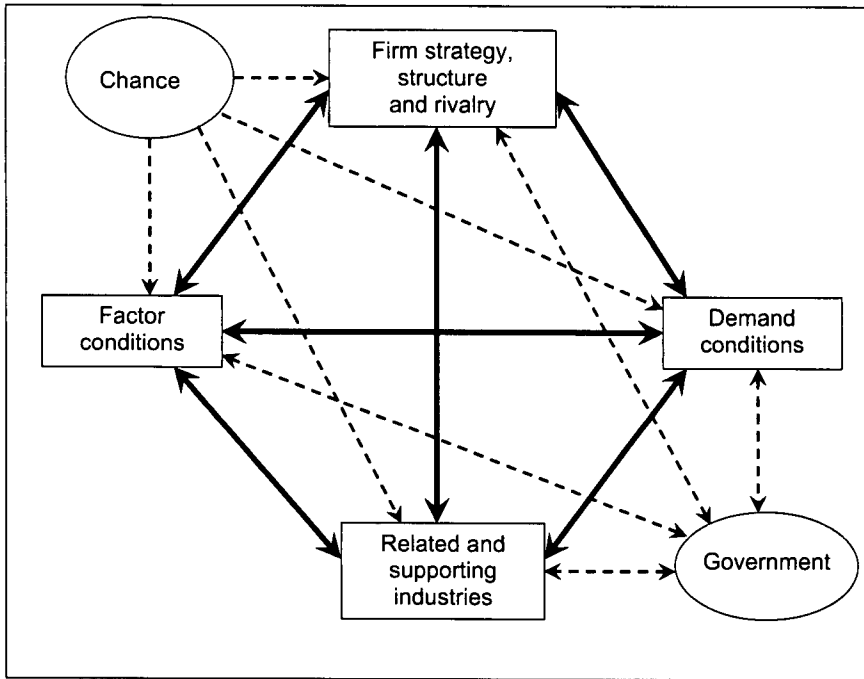 Chance
Firm strategy,
structure
and rivalry
Factor
conditions
Demand
conditions
Related and
supporting
industries
Government